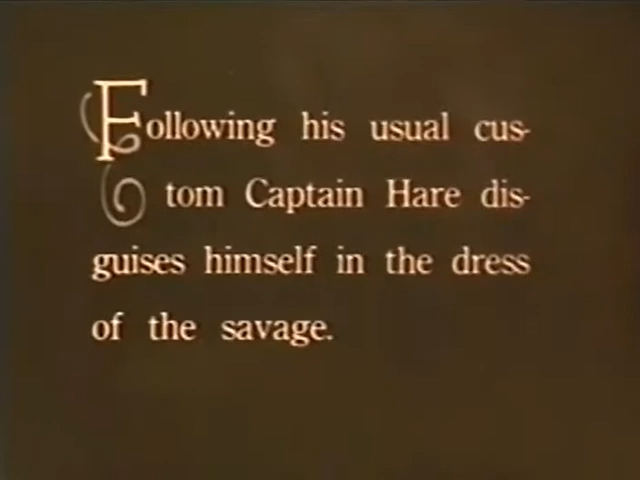 Following his usual cus-
tom Captain Hare dis-
guises himself in the dress
of the savage.